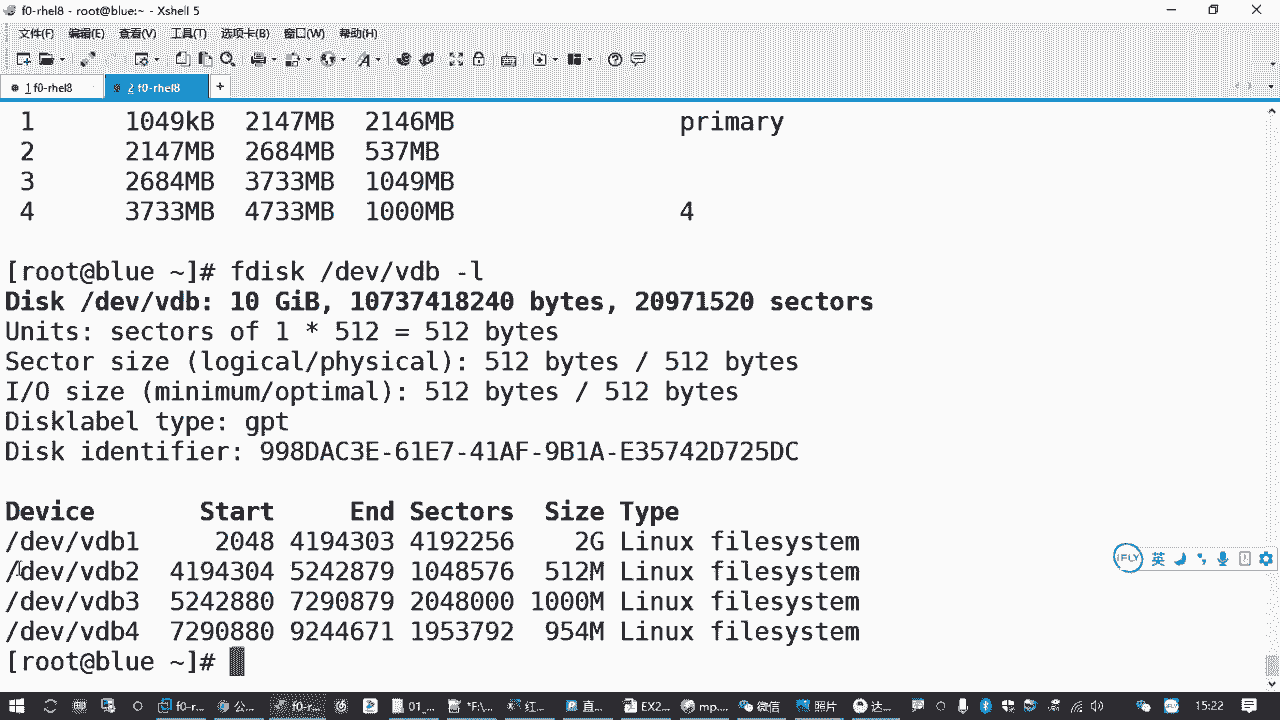 f0-rhel8 - root@blue:~ - Xshell 5
文件(F) 编辑(E) 查看(V) 工具(T) 选项卡(B) 窗口(W) 帮助(H)
1 f0-rhel8 2 f0-rhel8 +
1 1049kB 2147MB 2146MB primary
2 2147MB 2684MB 537MB
3 2684MB 3733MB 1049MB
4 3733MB 4733MB 1000MB 4
[root@blue ~]# fdisk /dev/vdb -l
Disk /dev/vdb: 10 GiB, 10737418240 bytes, 20971520 sectors
Units: sectors of 1 * 512 = 512 bytes
Sector size (logical/physical): 512 bytes / 512 bytes
I/O size (minimum/optimal): 512 bytes / 512 bytes
Disklabel type: gpt
Disk identifier: 998DAC3E-61E7-41AF-9B1A-E35742D725DC
Device Start End Sectors Size Type
/dev/vdb1 2048 4194303 4192256 2G Linux filesystem
/dev/vdb2 4194304 5242879 1048576 512M Linux filesystem
/dev/vdb3 5242880 7290879 2048000 1000M Linux filesystem
/dev/vdb4 7290880 9244671 1953792 954M Linux filesystem
[root@blue ~]#
iFLY 英
f0-r... 公... f0-r... 01_... *F:\... 红... 直... EX2... mp... 微信 照片 达... 15:22